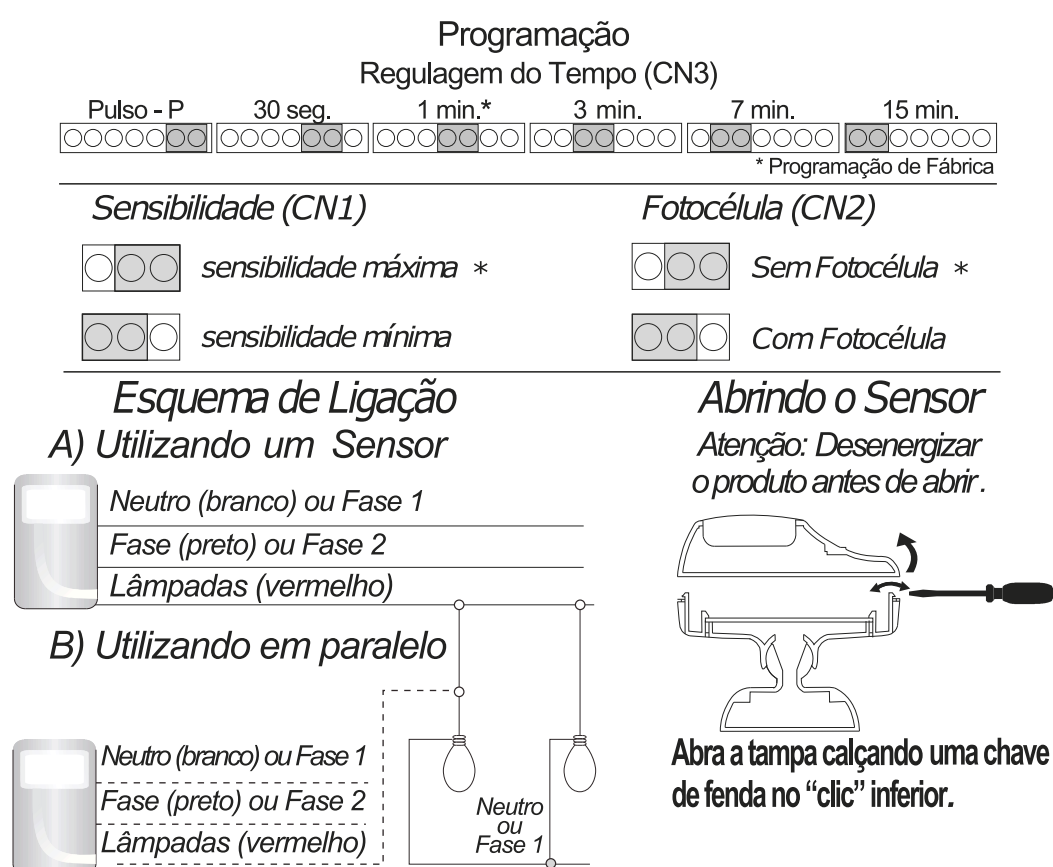 Programação
Regulagem do Tempo (CN3)
Pulso - P 30 seg. 1 min.* 3 min. 7 min. 15 min.
* Programação de Fábrica
Sensibilidade (CN1)
sensibilidade máxima *
sensibilidade mínima
Fotocélula (CN2)
Sem Fotocélula *
Com Fotocélula
Esquema de Ligação
A) Utilizando um Sensor
Neutro (branco) ou Fase 1
Fase (preto) ou Fase 2
Lâmpadas (vermelho)
B) Utilizando em paralelo
Neutro (branco) ou Fase 1
Fase (preto) ou Fase 2
Lâmpadas (vermelho)
Neutro
ou
Fase 1
Abrindo o Sensor
Atenção: Desenergizar
o produto antes de abrir.
Abra a tampa calçando uma chave
de fenda no “clic” inferior.